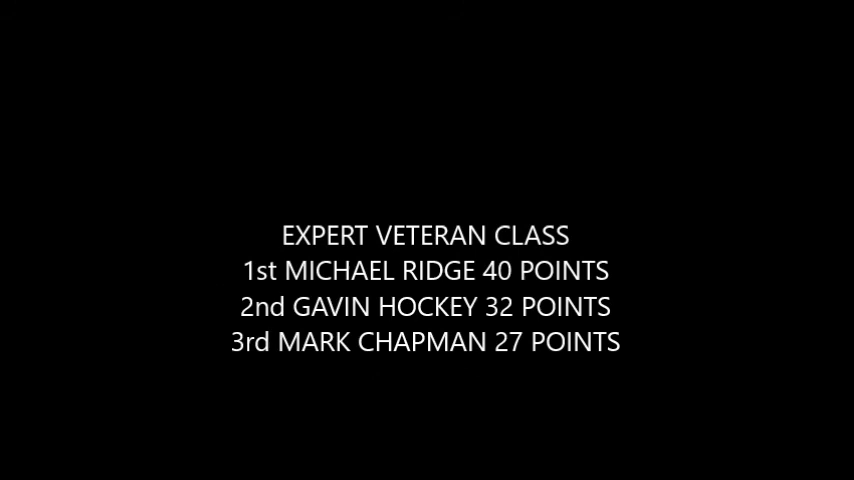 EXPERT VETERAN CLASS
1st MICHAEL RIDGE 40 POINTS
2nd GAVIN HOCKEY 32 POINTS
3rd MARK CHAPMAN 27 POINTS